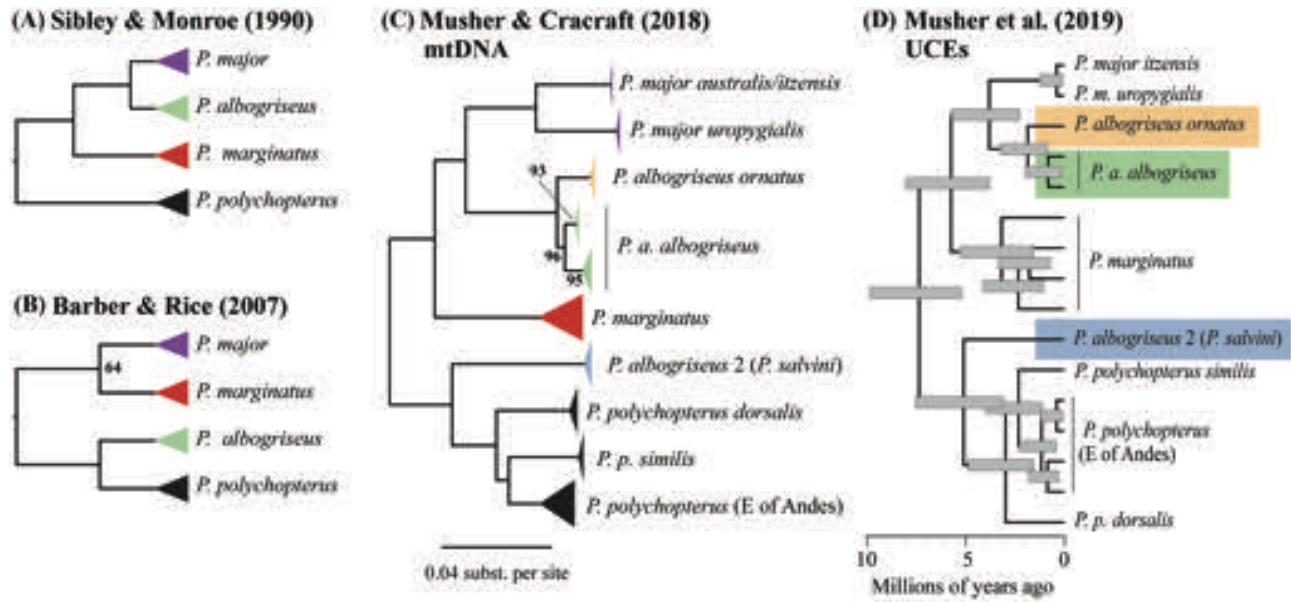 (A) Sibley & Monroe (1990)
P. major
P. albogriseus
P. marginatus
P. polychopterus
(B) Barber & Rice (2007)
P. major
64
P. marginatus
P. albogriseus
P. polychopterus
(C) Musher & Cracraft (2018)
mtDNA
P. major australis/itzensis
P. major uropygialis
93
P. albogriseus ornatus
P. a. albogriseus
96
95
P. marginatus
P. albogriseus 2 (P. salvini)
P. polychopterus dorsalis
P. p. similis
P. polychopterus (E of Andes)
0.04 subst. per site
(D) Musher et al. (2019)
UCEs
P. major itzensis
P. m. uropygialis
P. albogriseus ornatus
P. a. albogriseus
P. marginatus
P. albogriseus 2 (P. salvini)
P. polychopterus similis
P. polychopterus
(E of Andes)
P. p. dorsalis
10 5 0
Millions of years ago